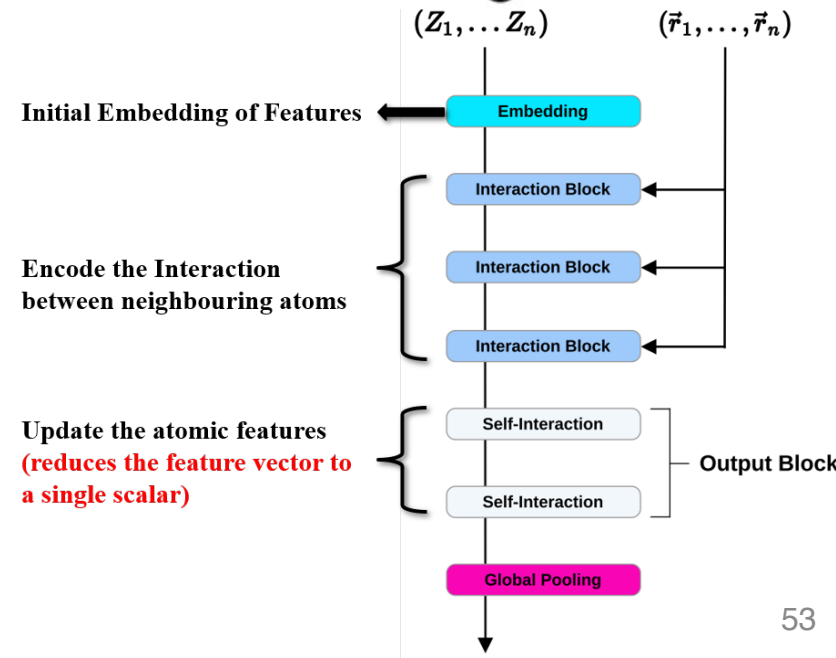 (Z₁, … Zₙ)
(r⃗₁, …, r⃗ₙ)
Initial Embedding of Features
Embedding
Interaction Block
Encode the Interaction
between neighbouring atoms
Interaction Block
Interaction Block
Update the atomic features
(reduces the feature vector to
a single scalar)
Self-Interaction
Output Block
Self-Interaction
Global Pooling
53